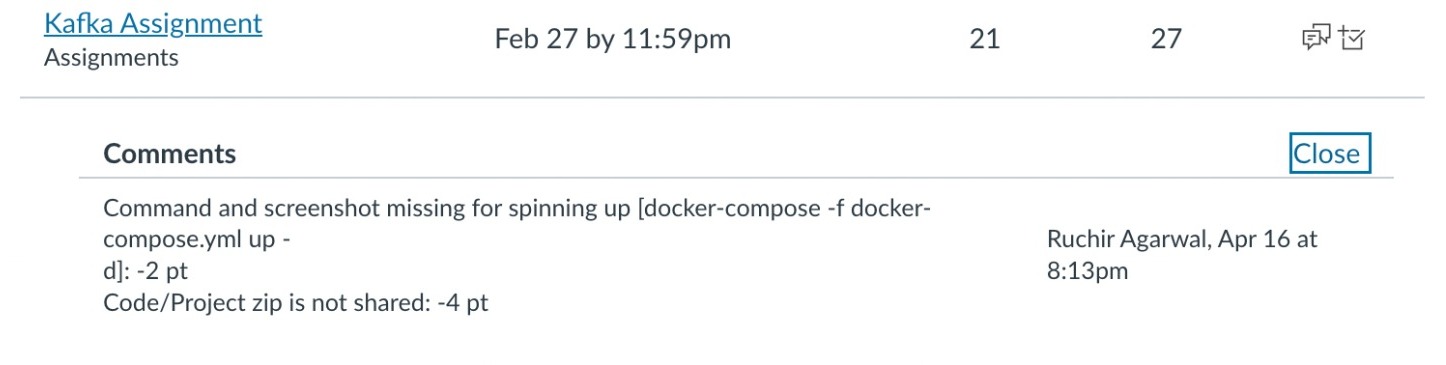 Kafka Assignment
Assignments
Feb 27 by 11:59pm
21
27
Comments
Close
Command and screenshot missing for spinning up [docker-compose -f docker-
compose.yml up -
d]: -2 pt
Code/Project zip is not shared: -4 pt
Ruchir Agarwal, Apr 16 at
8:13pm